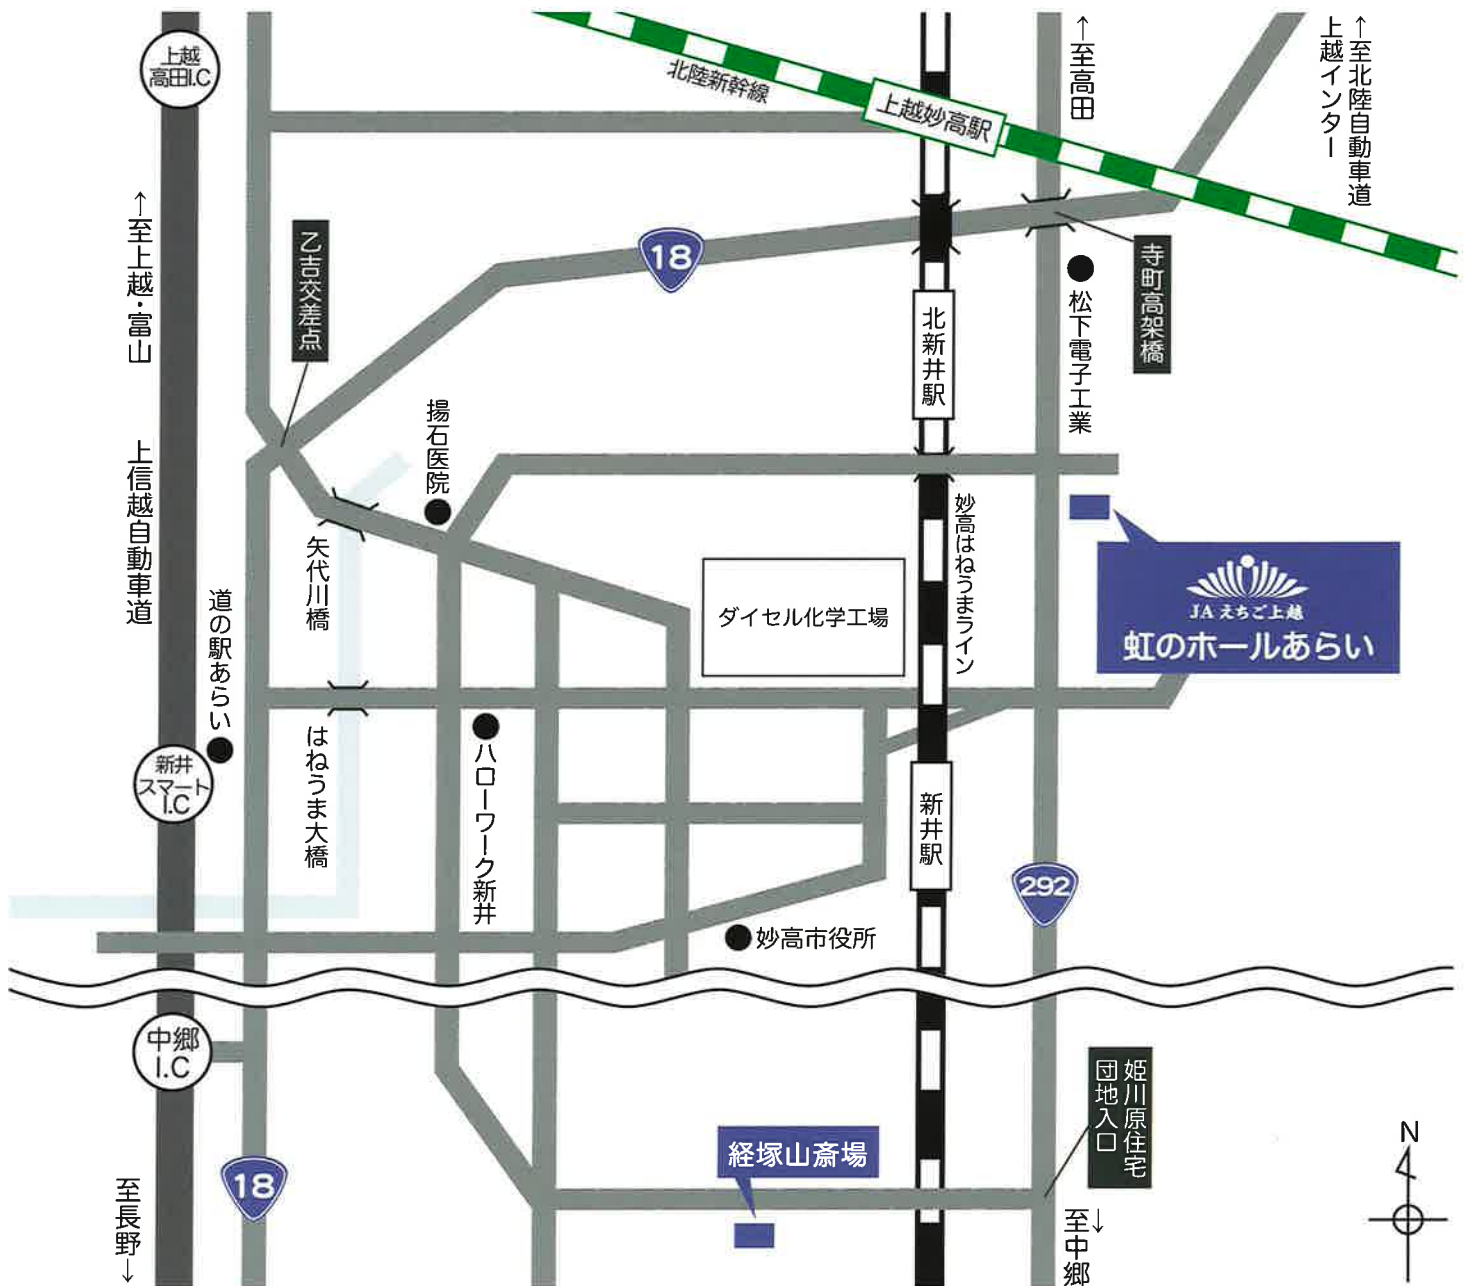 上越
高田I.C
北陸新幹線
上越妙高駅
↑至高田
↑至北陸自動車道
上越インター
↑至上越・富山
乙吉交差点
18
寺町高架橋
松下電子工業
北新井駅
揚石医院
上信越自動車道
矢代川橋
妙高はねうまライン
ダイセル化学工場
JA えちご上越
虹のホールあらい
道の駅あらい
新井
スマート
I.C
はねうま大橋
ハローワーク新井
新井駅
292
妙高市役所
中郷
I.C
姫川原住宅
団地入口
経塚山斎場
18
至長野↓
至中郷↓
N